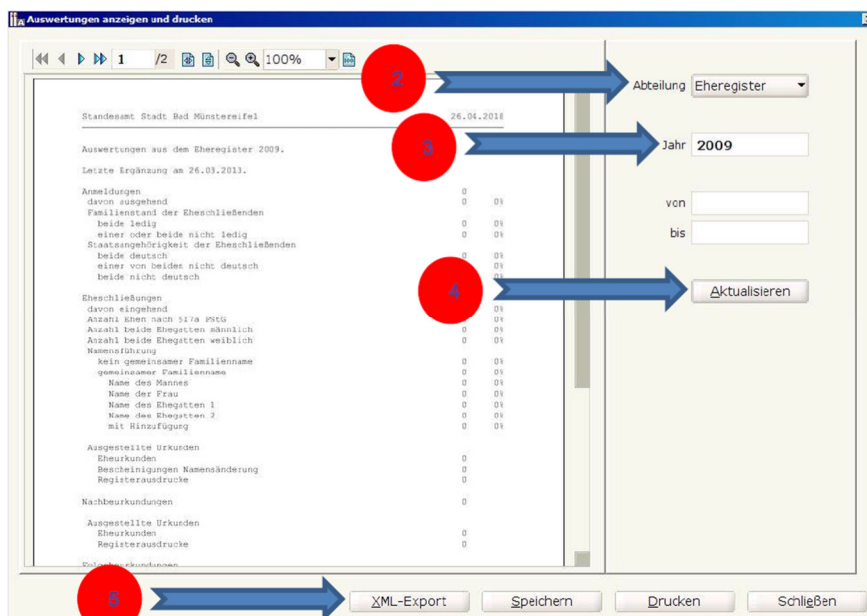 Auswertungen anzeigen und drucken
1 /2 100%
2
Abteilung Eheregister
3
Jahr 2009
von
bis
4
Aktualisieren
Standesamt Stadt Bad Münstereifel 26.04.2018
Auswertungen aus dem Eheregister 2009.
Letzte Ergänzung am 26.03.2013.
Anmeldungen 0
davon ausgehend 0 0%
Familienstand der Eheschließenden
beide ledig 0 0%
einer oder beide nicht ledig 0 0%
Staatsangehörigkeit der Eheschließenden
beide deutsch 0 0%
einer von beides nicht deutsch 0%
beide nicht deutsch 0%
Eheschließungen
davon eingehend 0%
Anzahl Ehen nach §17a PStG 0%
Anzahl beide Ehegatten männlich 0 0%
Anzahl beide Ehegatten weiblich 0 0%
Namensführung
kein gemeinsamer Familienname 0 0%
gemeinsamer Familienname 0 0%
Name des Mannes 0 0%
Name der Frau 0 0%
Name des Ehegatten 1 0 0%
Name des Ehegatten 2 0 0%
mit Hinzufügung 0 0%
Ausgestellte Urkunden
Eheurkunden 0
Bescheinigungen Namensänderung 0
Registerausdrucke 0
Nachbeurkundungen 0
Ausgestellte Urkunden
Eheurkunden 0
Registerausdrucke 0
Folgebeurkundungen
5
XML-Export Speichern Drucken Schließen